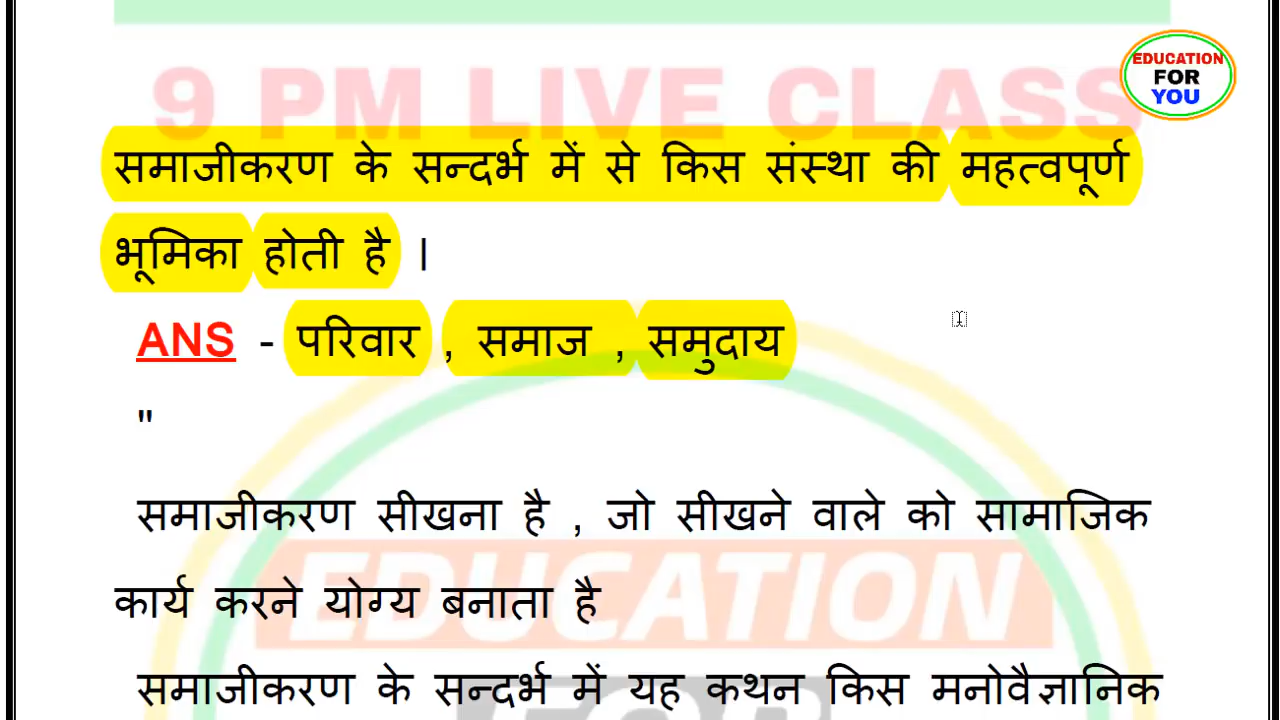 EDUCATION
FOR
YOU
9 PM LIVE CLASS
समाजीकरण के सन्दर्भ में से किस संस्था की महत्वपूर्ण
भूमिका होती है ।
ANS - परिवार , समाज , समुदाय
"
समाजीकरण सीखना है , जो सीखने वाले को सामाजिक
कार्य करने योग्य बनाता है
EDUCATION
समाजीकरण के सन्दर्भ में यह कथन किस मनोवैज्ञानिक
FOR